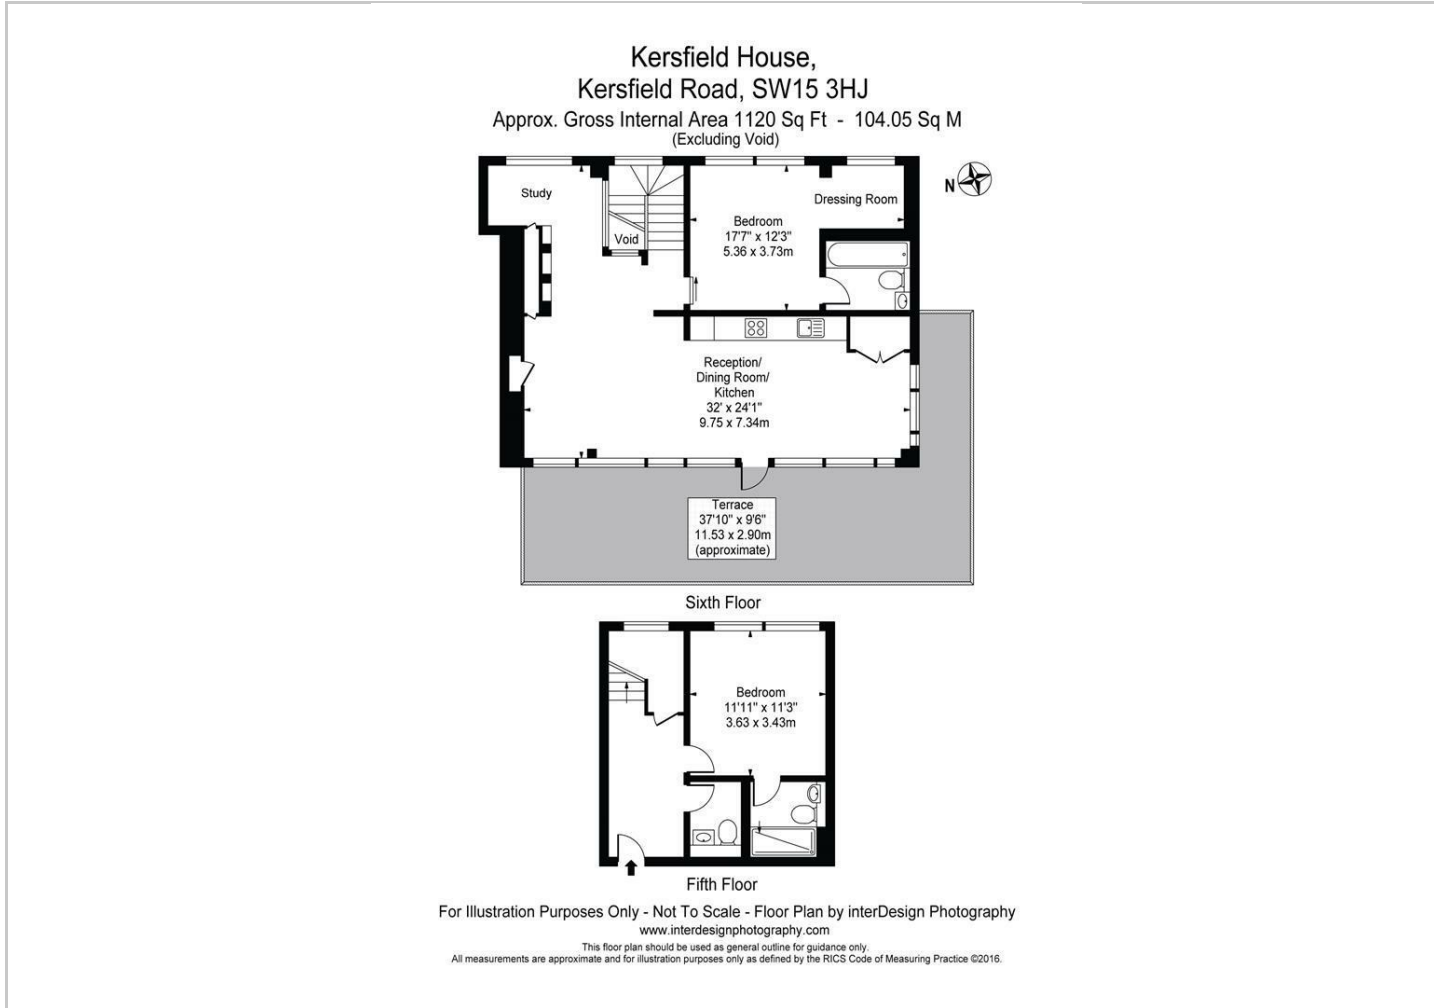 Kersfield House,
Kersfield Road, SW15 3HJ
Approx. Gross Internal Area 1120 Sq Ft - 104.05 Sq M
(Excluding Void)
N
Study
Void
Bedroom
17'7" x 12'3"
5.36 x 3.73m
Dressing Room
Reception/
Dining Room/
Kitchen
32' x 24'1"
9.75 x 7.34m
Terrace
37'10" x 9'6"
11.53 x 2.90m
(approximate)
Sixth Floor
Bedroom
11'11" x 11'3"
3.63 x 3.43m
Fifth Floor
For Illustration Purposes Only - Not To Scale - Floor Plan by interDesign Photography
www.interdesignphotography.com
This floor plan should be used as general outline for guidance only.
All measurements are approximate and for illustration purposes only as defined by the RICS Code of Measuring Practice ©2016.